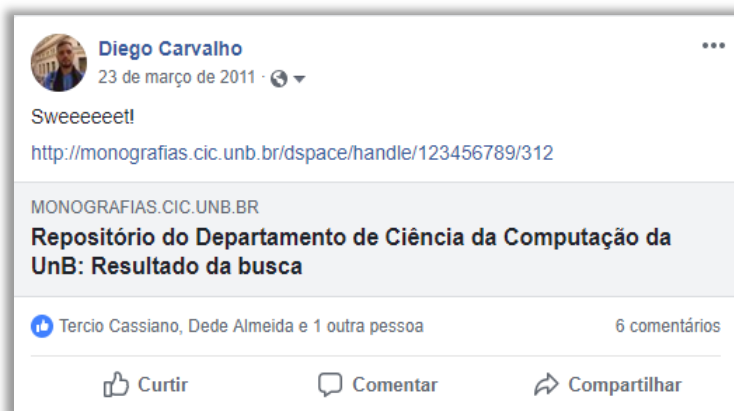 Diego Carvalho
23 de março de 2011 ·
Sweeeeeet!
http://monografias.cic.unb.br/dspace/handle/123456789/312
MONOGRAFIAS.CIC.UNB.BR
Repositório do Departamento de Ciência da Computação da
UnB: Resultado da busca
Tercio Cassiano, Dede Almeida e 1 outra pessoa 6 comentários
Curtir Comentar Compartilhar